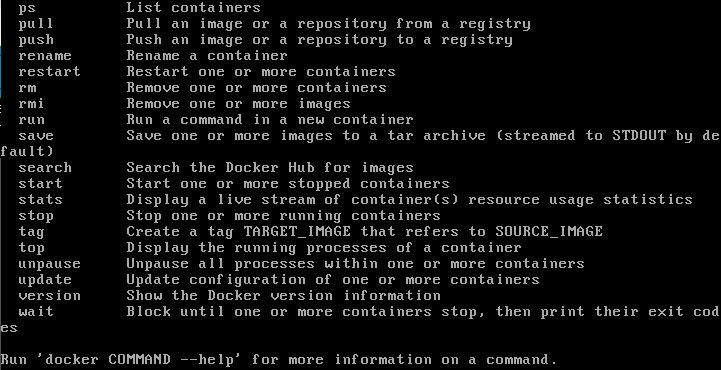 ps          List containers
pull        Pull an image or a repository from a registry
push        Push an image or a repository to a registry
rename      Rename a container
restart     Restart one or more containers
rm          Remove one or more containers
rmi         Remove one or more images
run         Run a command in a new container
save        Save one or more images to a tar archive (streamed to STDOUT by de
fault)
search      Search the Docker Hub for images
start       Start one or more stopped containers
stats       Display a live stream of container(s) resource usage statistics
stop        Stop one or more running containers
tag         Create a tag TARGET_IMAGE that refers to SOURCE_IMAGE
top         Display the running processes of a container
unpause     Unpause all processes within one or more containers
update      Update configuration of one or more containers
version     Show the Docker version information
wait        Block until one or more containers stop, then print their exit cod
es
Run 'docker COMMAND --help' for more information on a command.